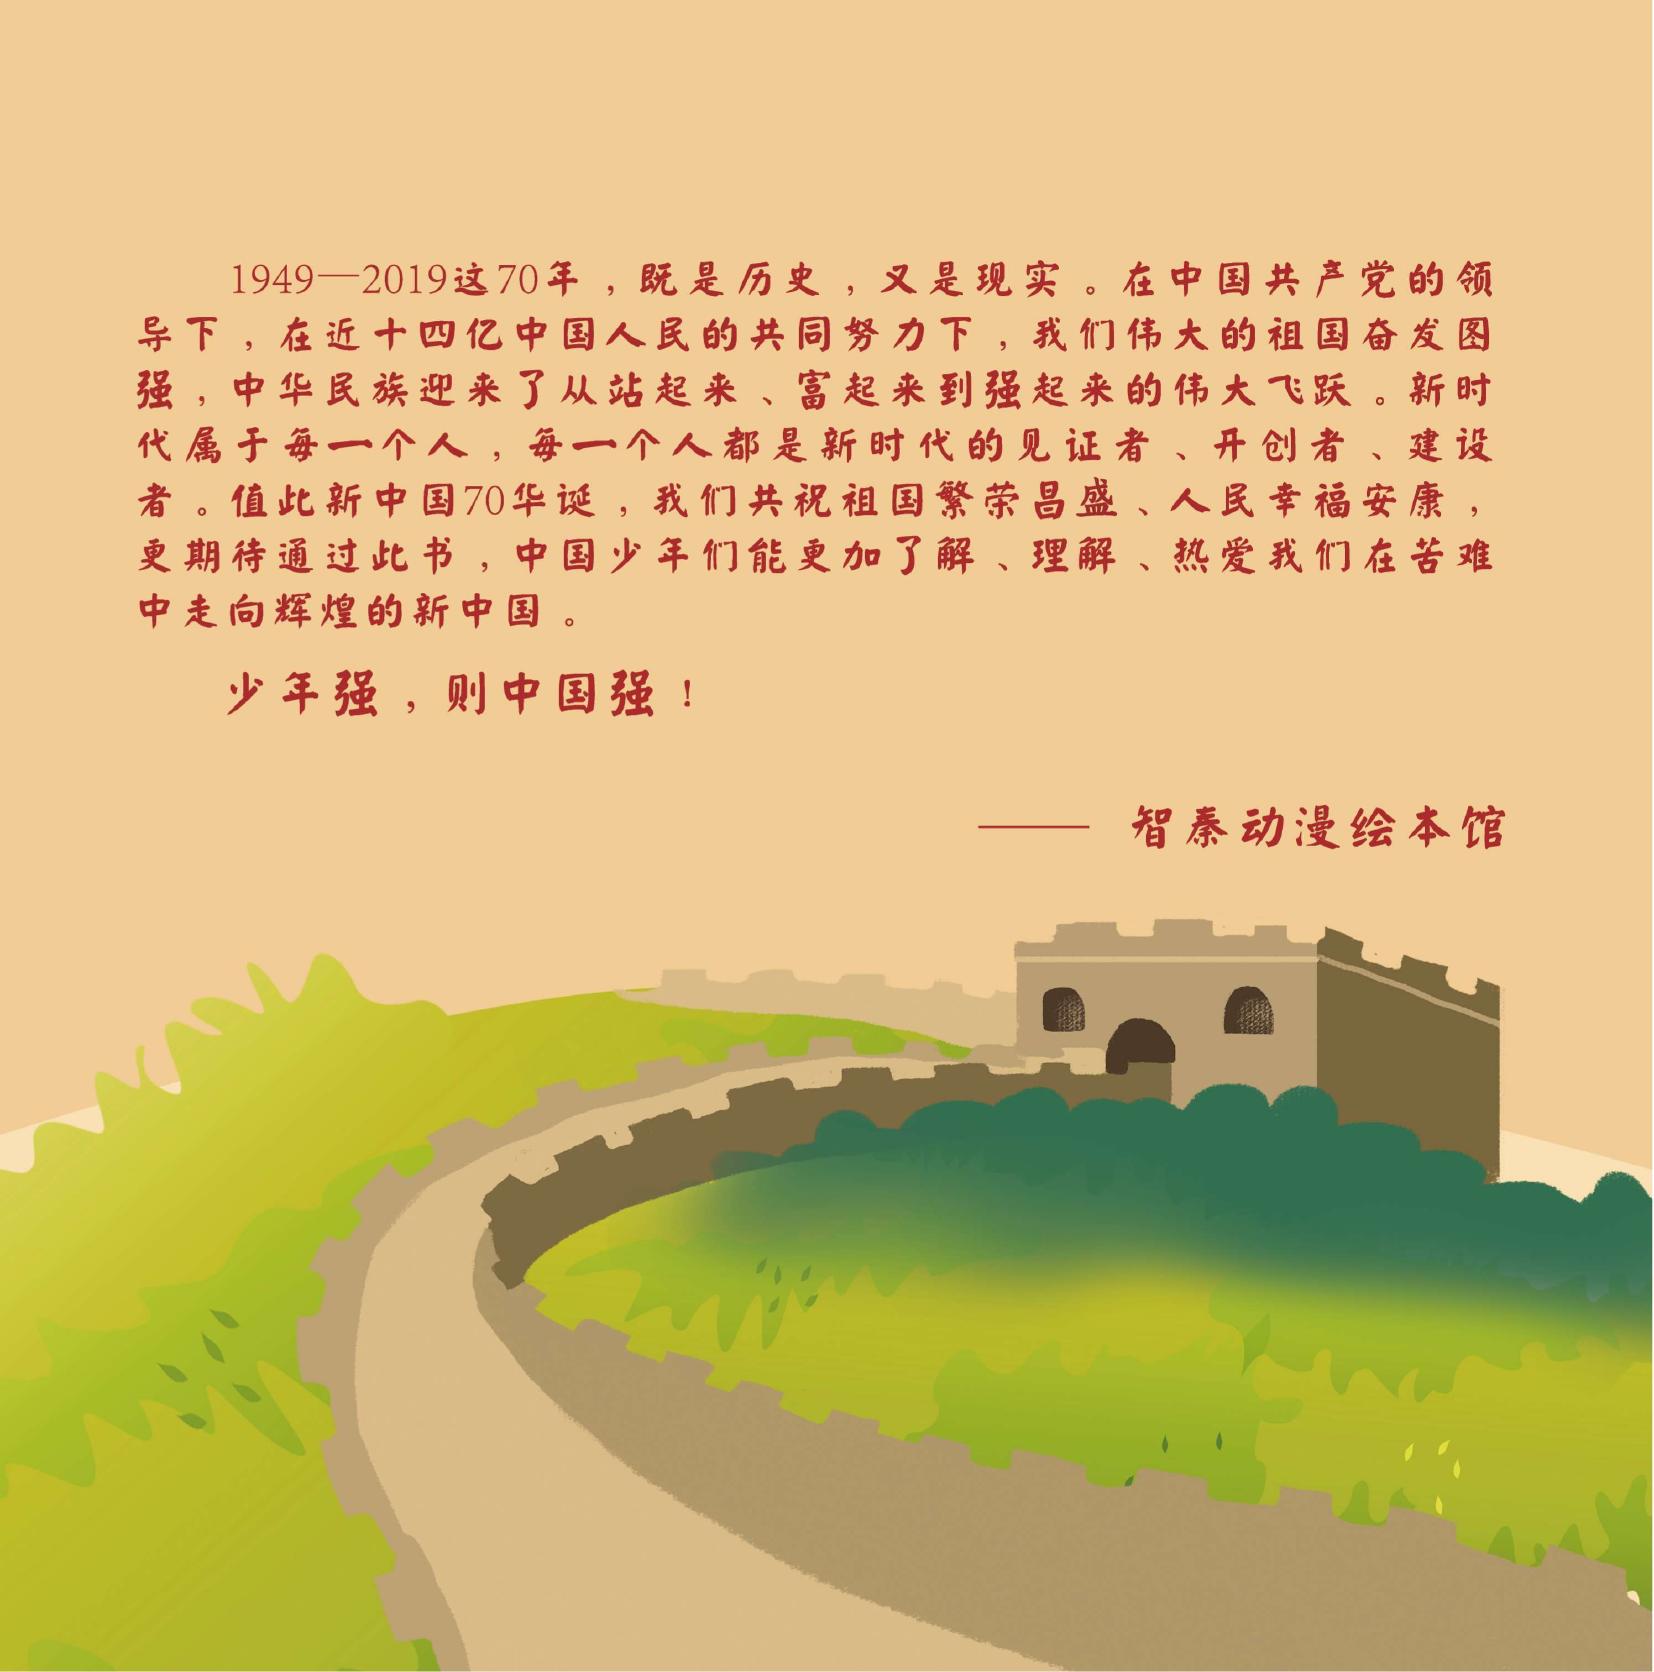 1949—2019这70年，既是历史，又是现实。在中国共产党的领
导下，在近十四亿中国人民的共同努力下，我们伟大的祖国奋发图
强，中华民族迎来了从站起来、富起来到强起来的伟大飞跃。新时
代属于每一个人，每一个人都是新时代的见证者、开创者、建设
者。值此新中国70华诞，我们共祝祖国繁荣昌盛、人民幸福安康，
更期待通过此书，中国少年们能更加了解、理解、热爱我们在苦难
中走向辉煌的新中国。
少年强，则中国强！
—— 智秦动漫绘本馆